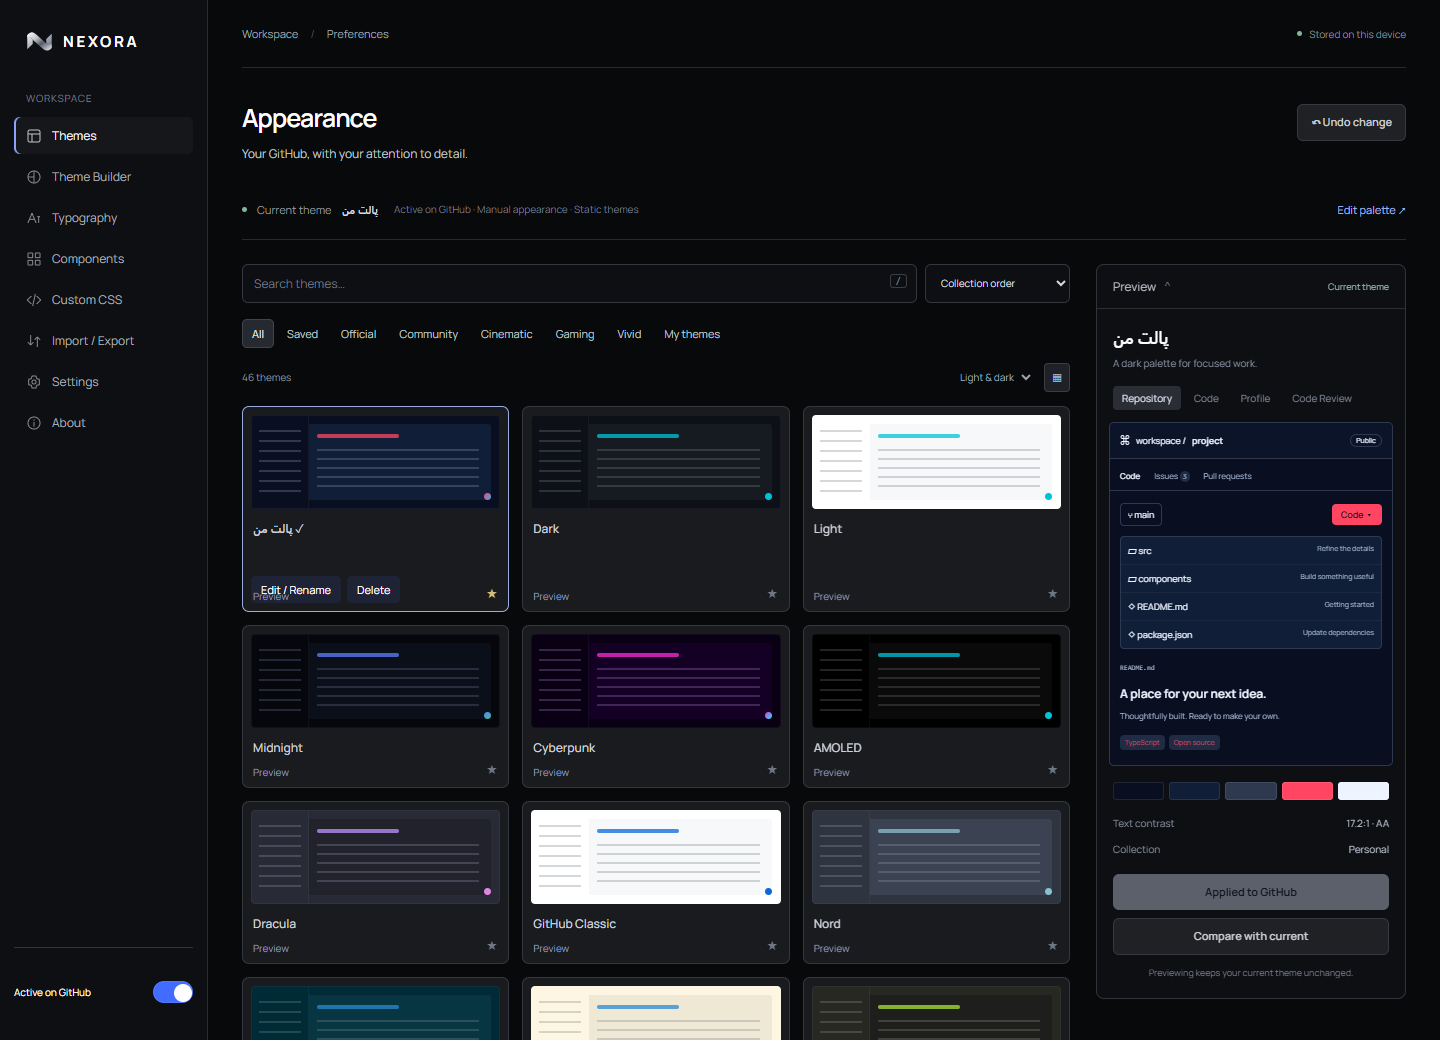 NEXORA
WORKSPACE
Themes
Theme Builder
Typography
Components
Custom CSS
Import / Export
Settings
About
Active on GitHub
Workspace / Preferences
Stored on this device
Appearance
Your GitHub, with your attention to detail.
Undo change
Current theme پالت من Active on GitHub · Manual appearance · Static themes
Edit palette ↗
Search themes... /
Collection order
All Saved Official Community Cinematic Gaming Vivid My themes
46 themes
Light & dark
پالت من ✓
Edit / Rename Delete
Preview
Dark
Preview
Light
Preview
Midnight
Preview
Cyberpunk
Preview
AMOLED
Preview
Dracula
Preview
GitHub Classic
Preview
Nord
Preview
Preview ^ Current theme
پالت من
A dark palette for focused work.
Repository Code Profile Code Review
workspace / project Public
Code Issues 3 Pull requests
main Code
src Refine the details
components Build something useful
README.md Getting started
package.json Update dependencies
README.md
A place for your next idea.
Thoughtfully built. Ready to make your own.
TypeScript Open source
Text contrast 17.2:1 · AA
Collection Personal
Applied to GitHub
Compare with current
Previewing keeps your current theme unchanged.